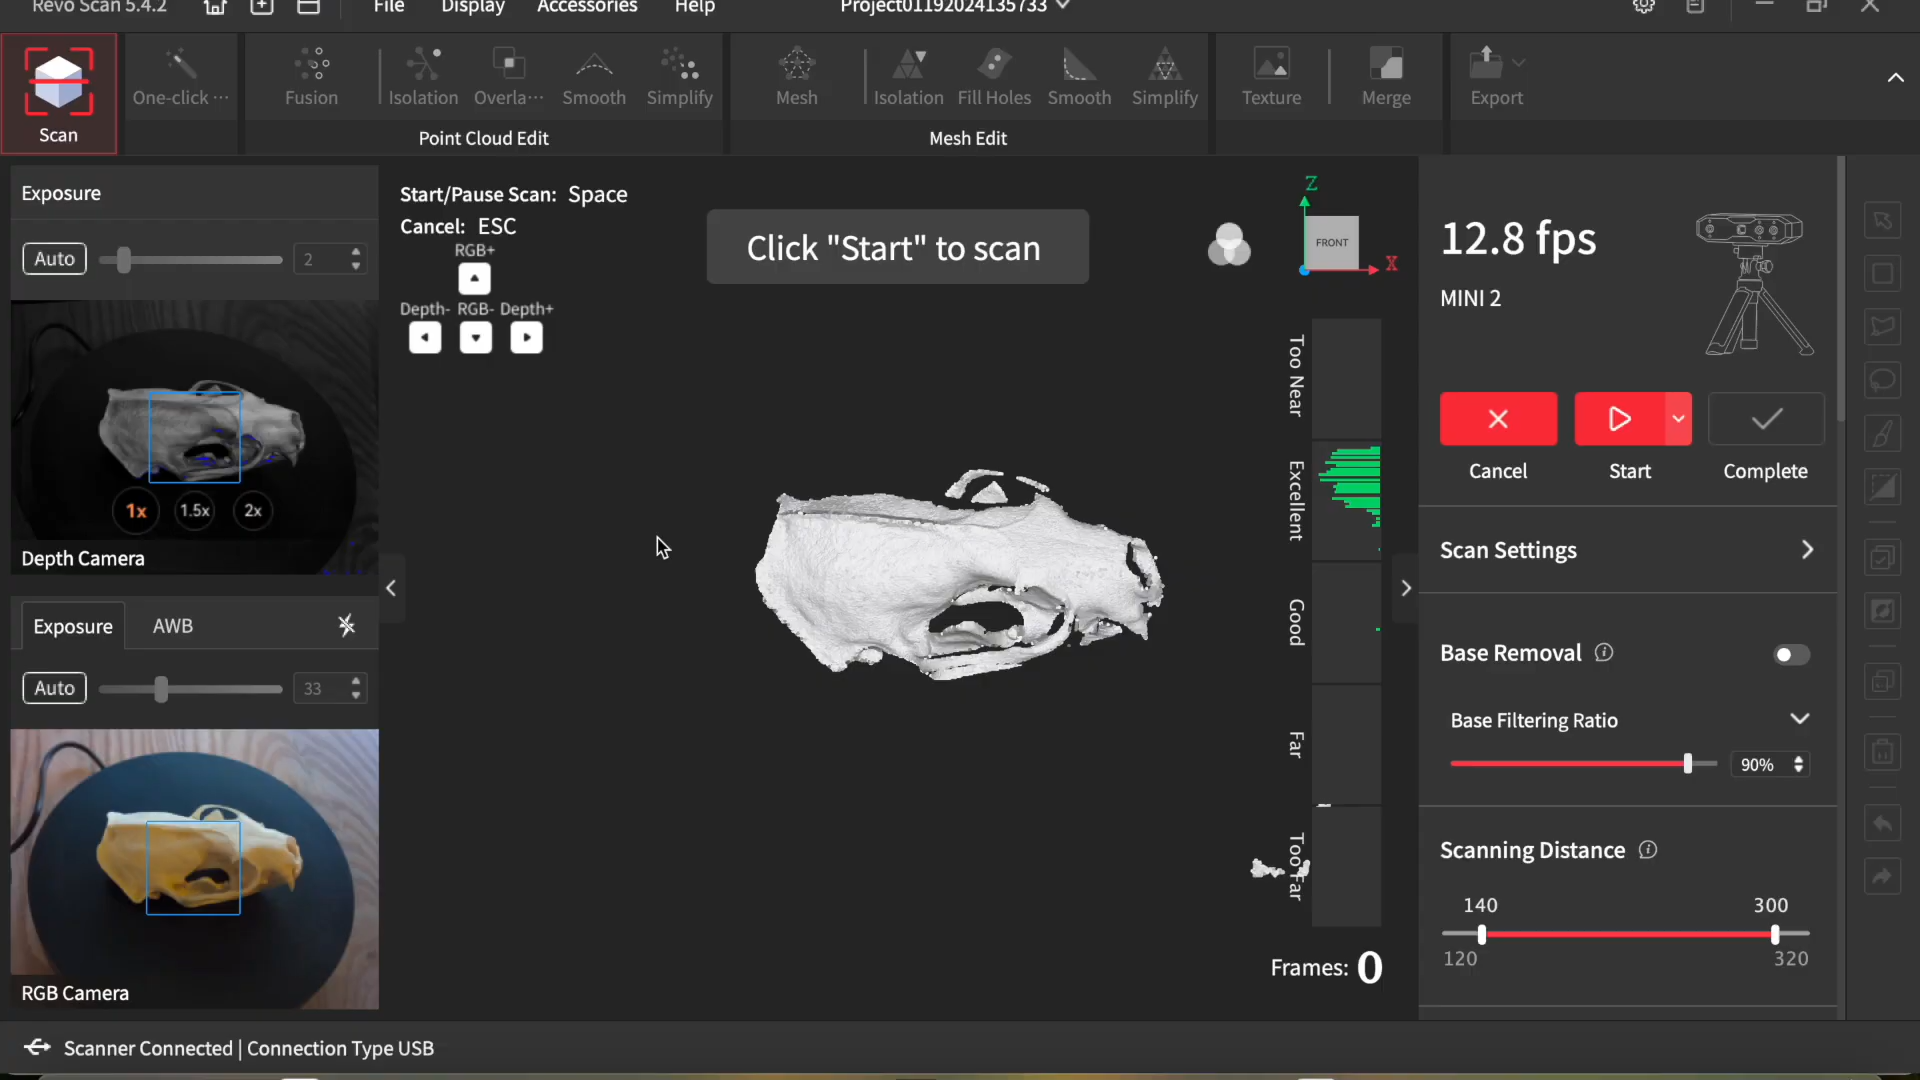 Revo Scan 5.4.2
File Display Accessories Help
Project01192024135733
Scan
One-click ···
Fusion
Isolation
Overla···
Smooth
Simplify
Point Cloud Edit
Mesh
Isolation
Fill Holes
Smooth
Simplify
Mesh Edit
Texture
Merge
Export
Exposure
Auto
2
1x
1.5x
2x
Depth Camera
Exposure
AWB
Auto
33
RGB Camera
Start/Pause Scan: Space
Cancel: ESC
RGB+
Depth- RGB- Depth+
Click "Start" to scan
Z
FRONT
X
Too Near
Excellent
Good
Far
Too Far
Frames: 0
12.8 fps
MINI 2
Cancel
Start
Complete
Scan Settings
Base Removal
Base Filtering Ratio
90%
Scanning Distance
140 300
120 320
Scanner Connected | Connection Type USB